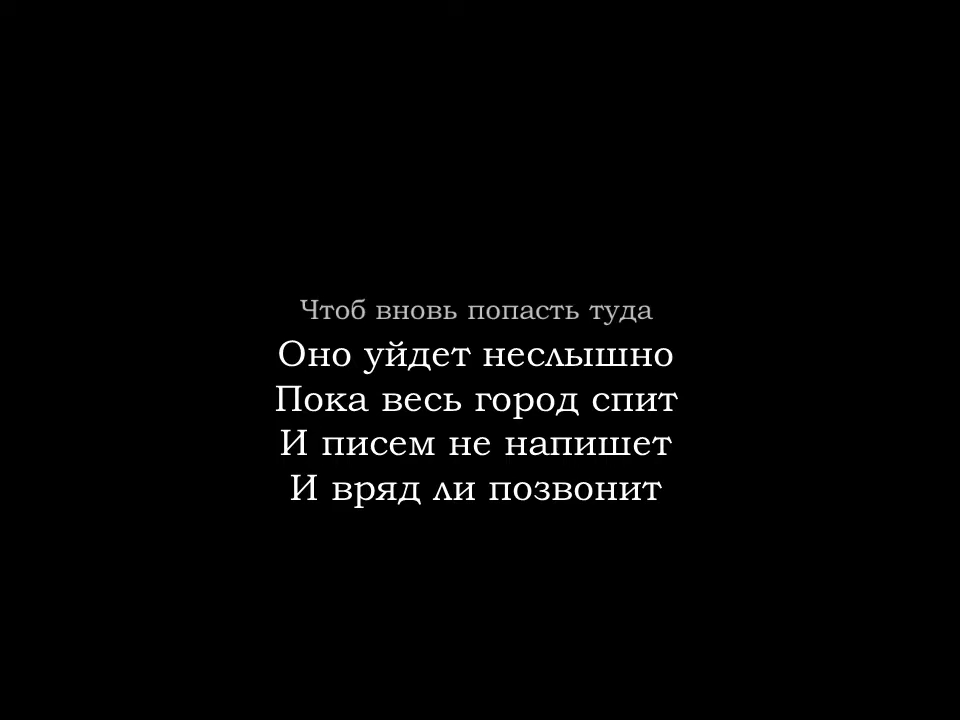 Чтоб вновь попасть туда
Оно уйдет неслышно
Пока весь город спит
И писем не напишет
И вряд ли позвонит